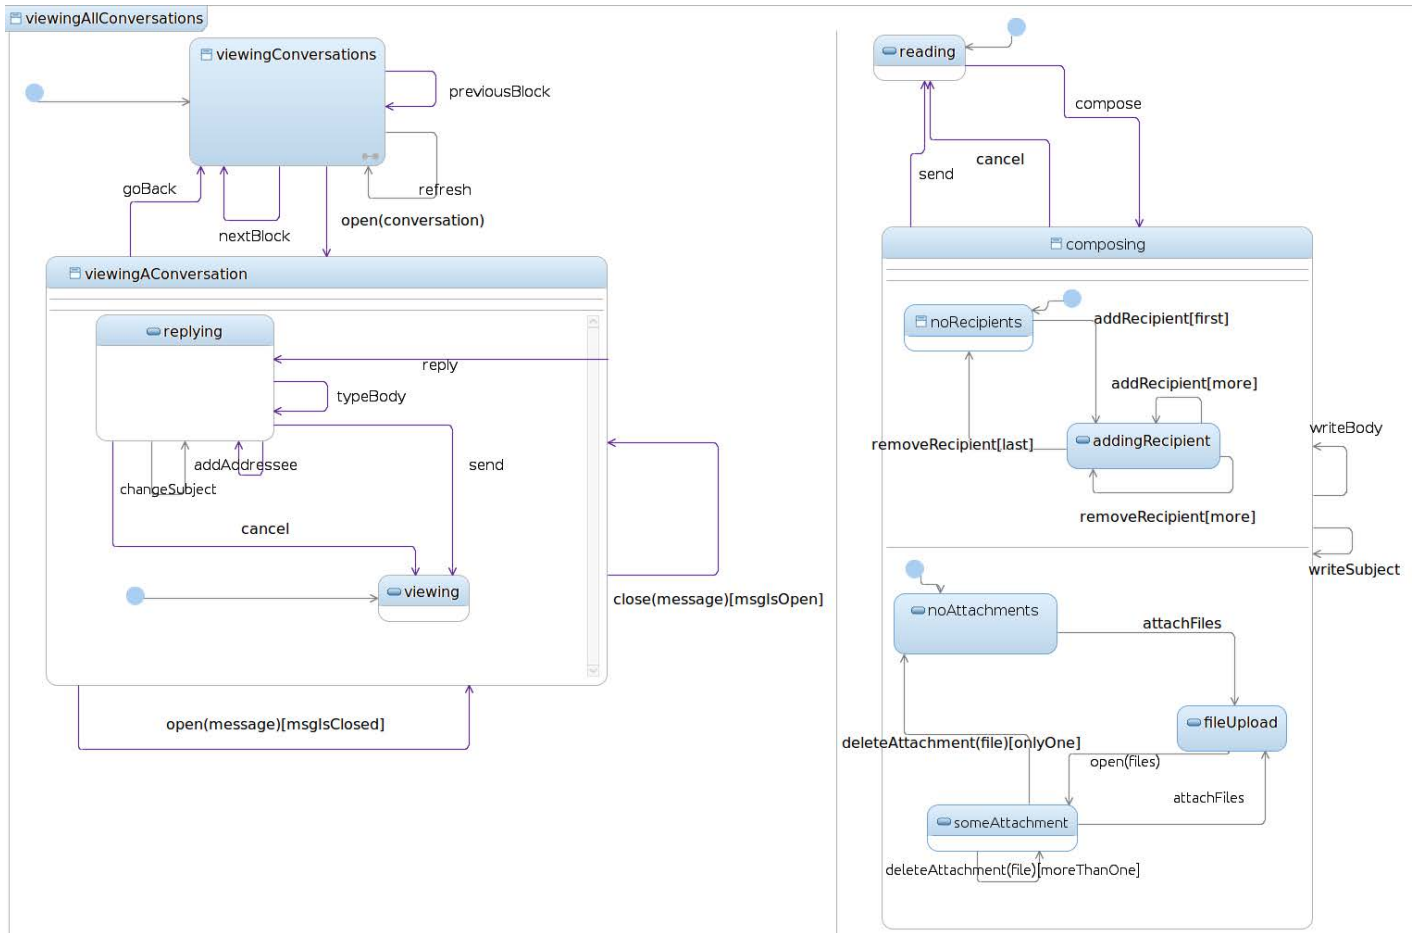 viewingAllConversations
viewingConversations
previousBlock
refresh
goBack
open(conversation)
nextBlock
viewingAConversation
replying
reply
typeBody
send
addAddressee
changeSubject
cancel
viewing
close(message)[msgIsOpen]
open(message)[msgIsClosed]
reading
compose
cancel
send
composing
noRecipients
addRecipient[first]
addRecipient[more]
removeRecipient[last]
addingRecipient
writeBody
removeRecipient[more]
writeSubject
noAttachments
attachFiles
fileUpload
deleteAttachment(file)[onlyOne]
open(files)
attachFiles
someAttachment
deleteAttachment(file)[moreThanOne]